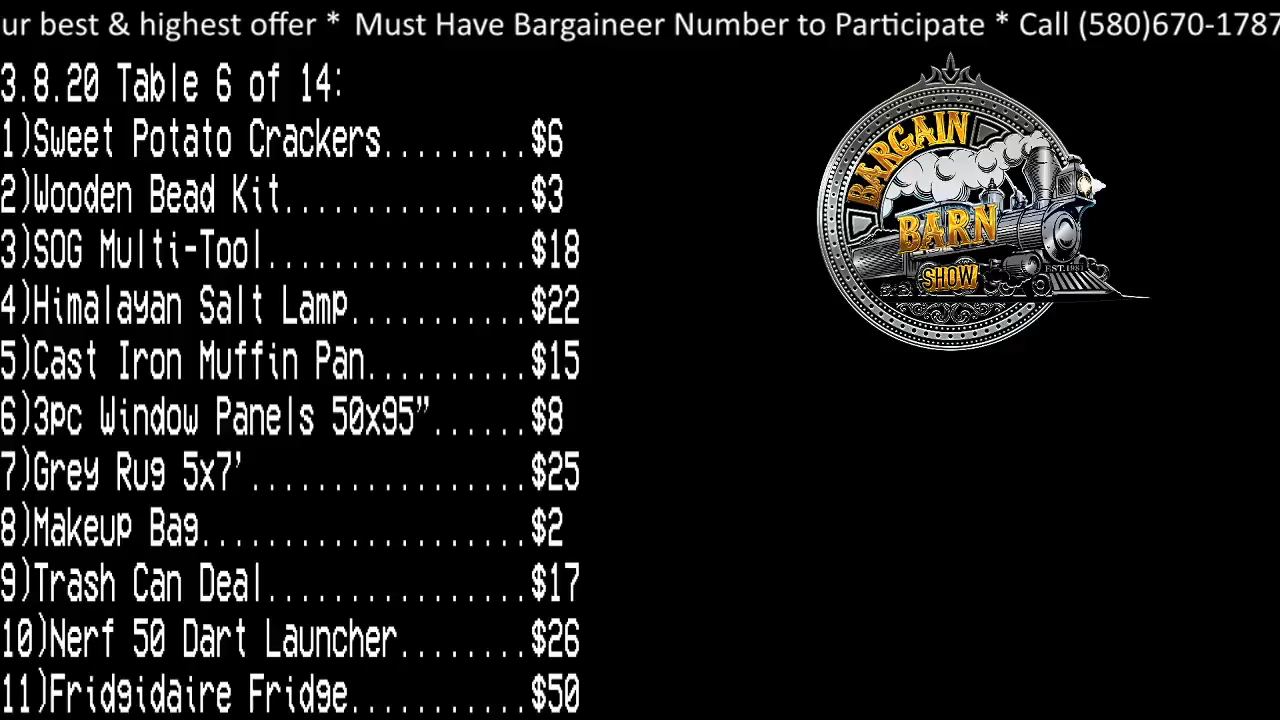 ur best & highest offer * Must Have Bargaineer Number to Participate * Call (580)670-1787
3.8.20 Table 6 of 14:
1)Sweet Potato Crackers.........$6
2)Wooden Bead Kit...............$3
3)SOG Multi-Tool................$18
4)Himalayan Salt Lamp...........$22
5)Cast Iron Muffin Pan..........$15
6)3pc Window Panels 50x95”......$8
7)Grey Rug 5x7'.................$25
8)Makeup Bag....................$2
9)Trash Can Deal................$17
10)Nerf 50 Dart Launcher........$26
11)Fridgidaire Fridge...........$50
BARGAIN
BARN
SHOW